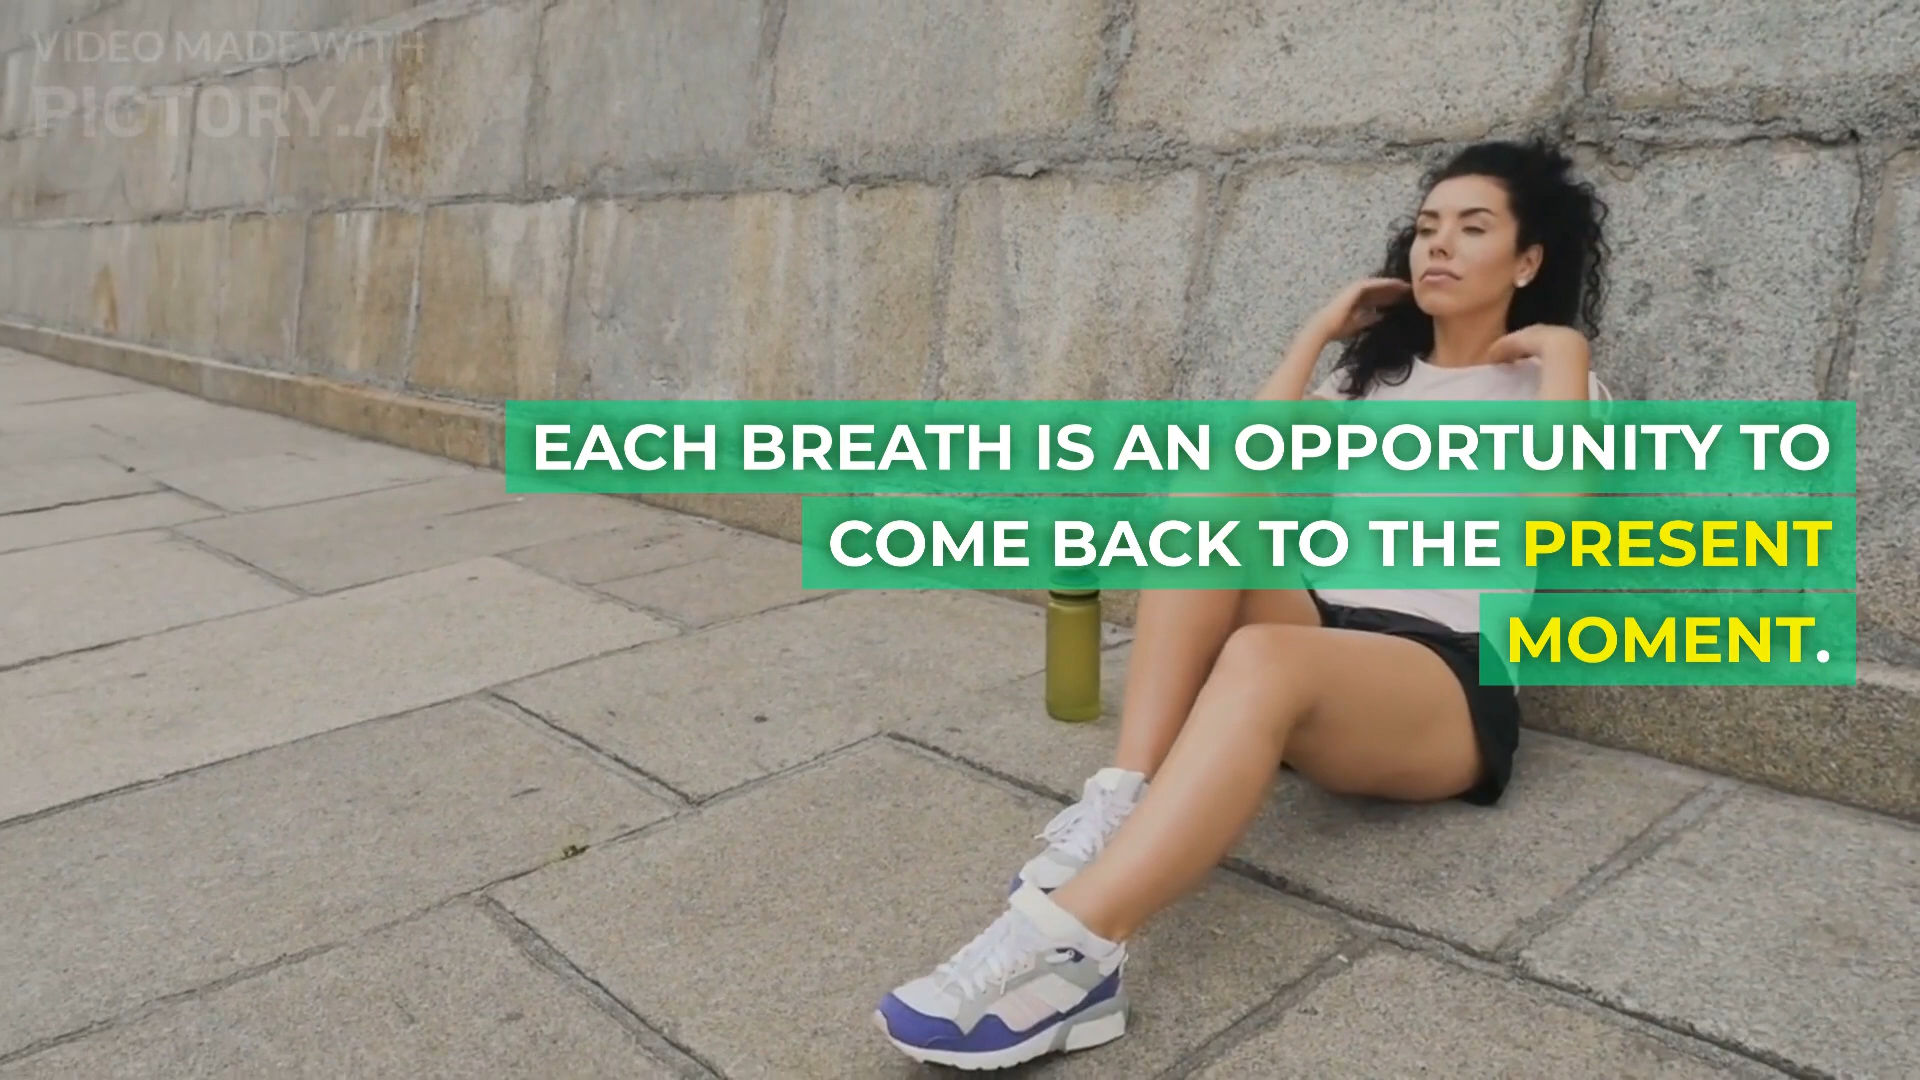 VIDEO MADE WITH
PICTORY.AI
EACH BREATH IS AN OPPORTUNITY TO
COME BACK TO THE PRESENT
MOMENT.